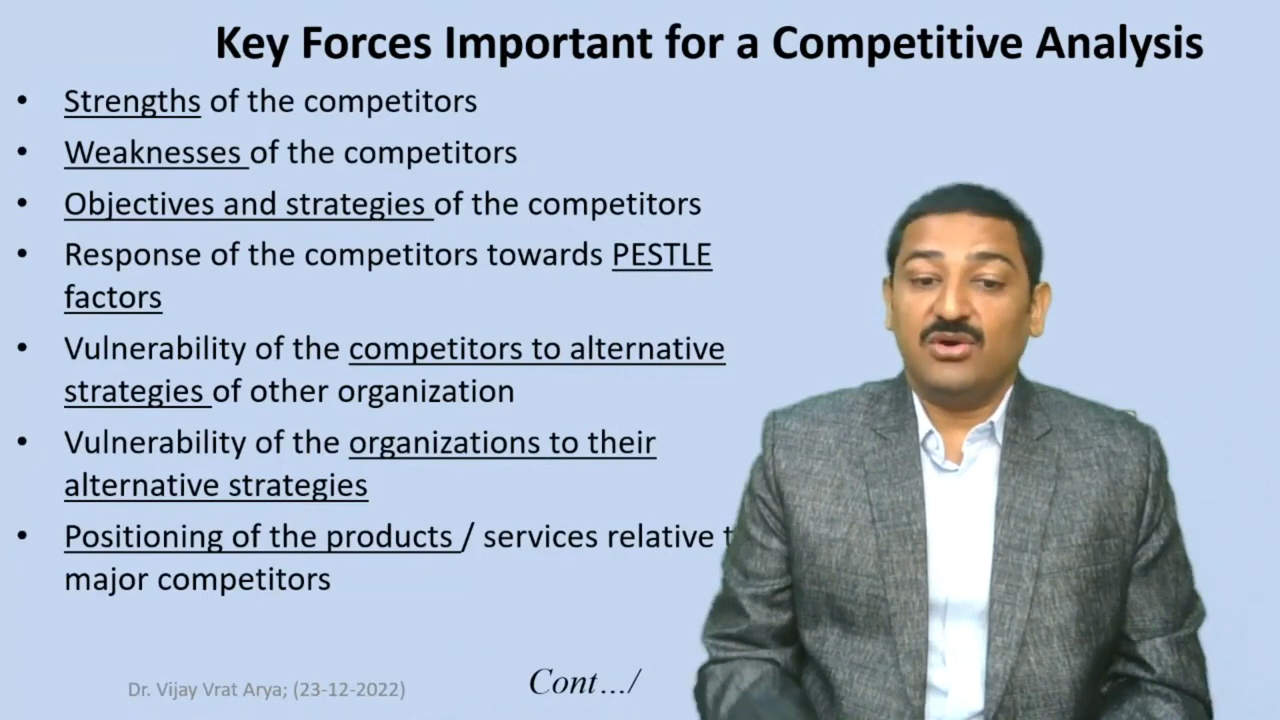 Key Forces Important for a Competitive Analysis
• Strengths of the competitors
• Weaknesses of the competitors
• Objectives and strategies of the competitors
• Response of the competitors towards PESTLE
factors
• Vulnerability of the competitors to alternative
strategies of other organization
• Vulnerability of the organizations to their
alternative strategies
• Positioning of the products / services relative
major competitors
Dr. Vijay Vrat Arya; (23-12-2022)
Cont.../